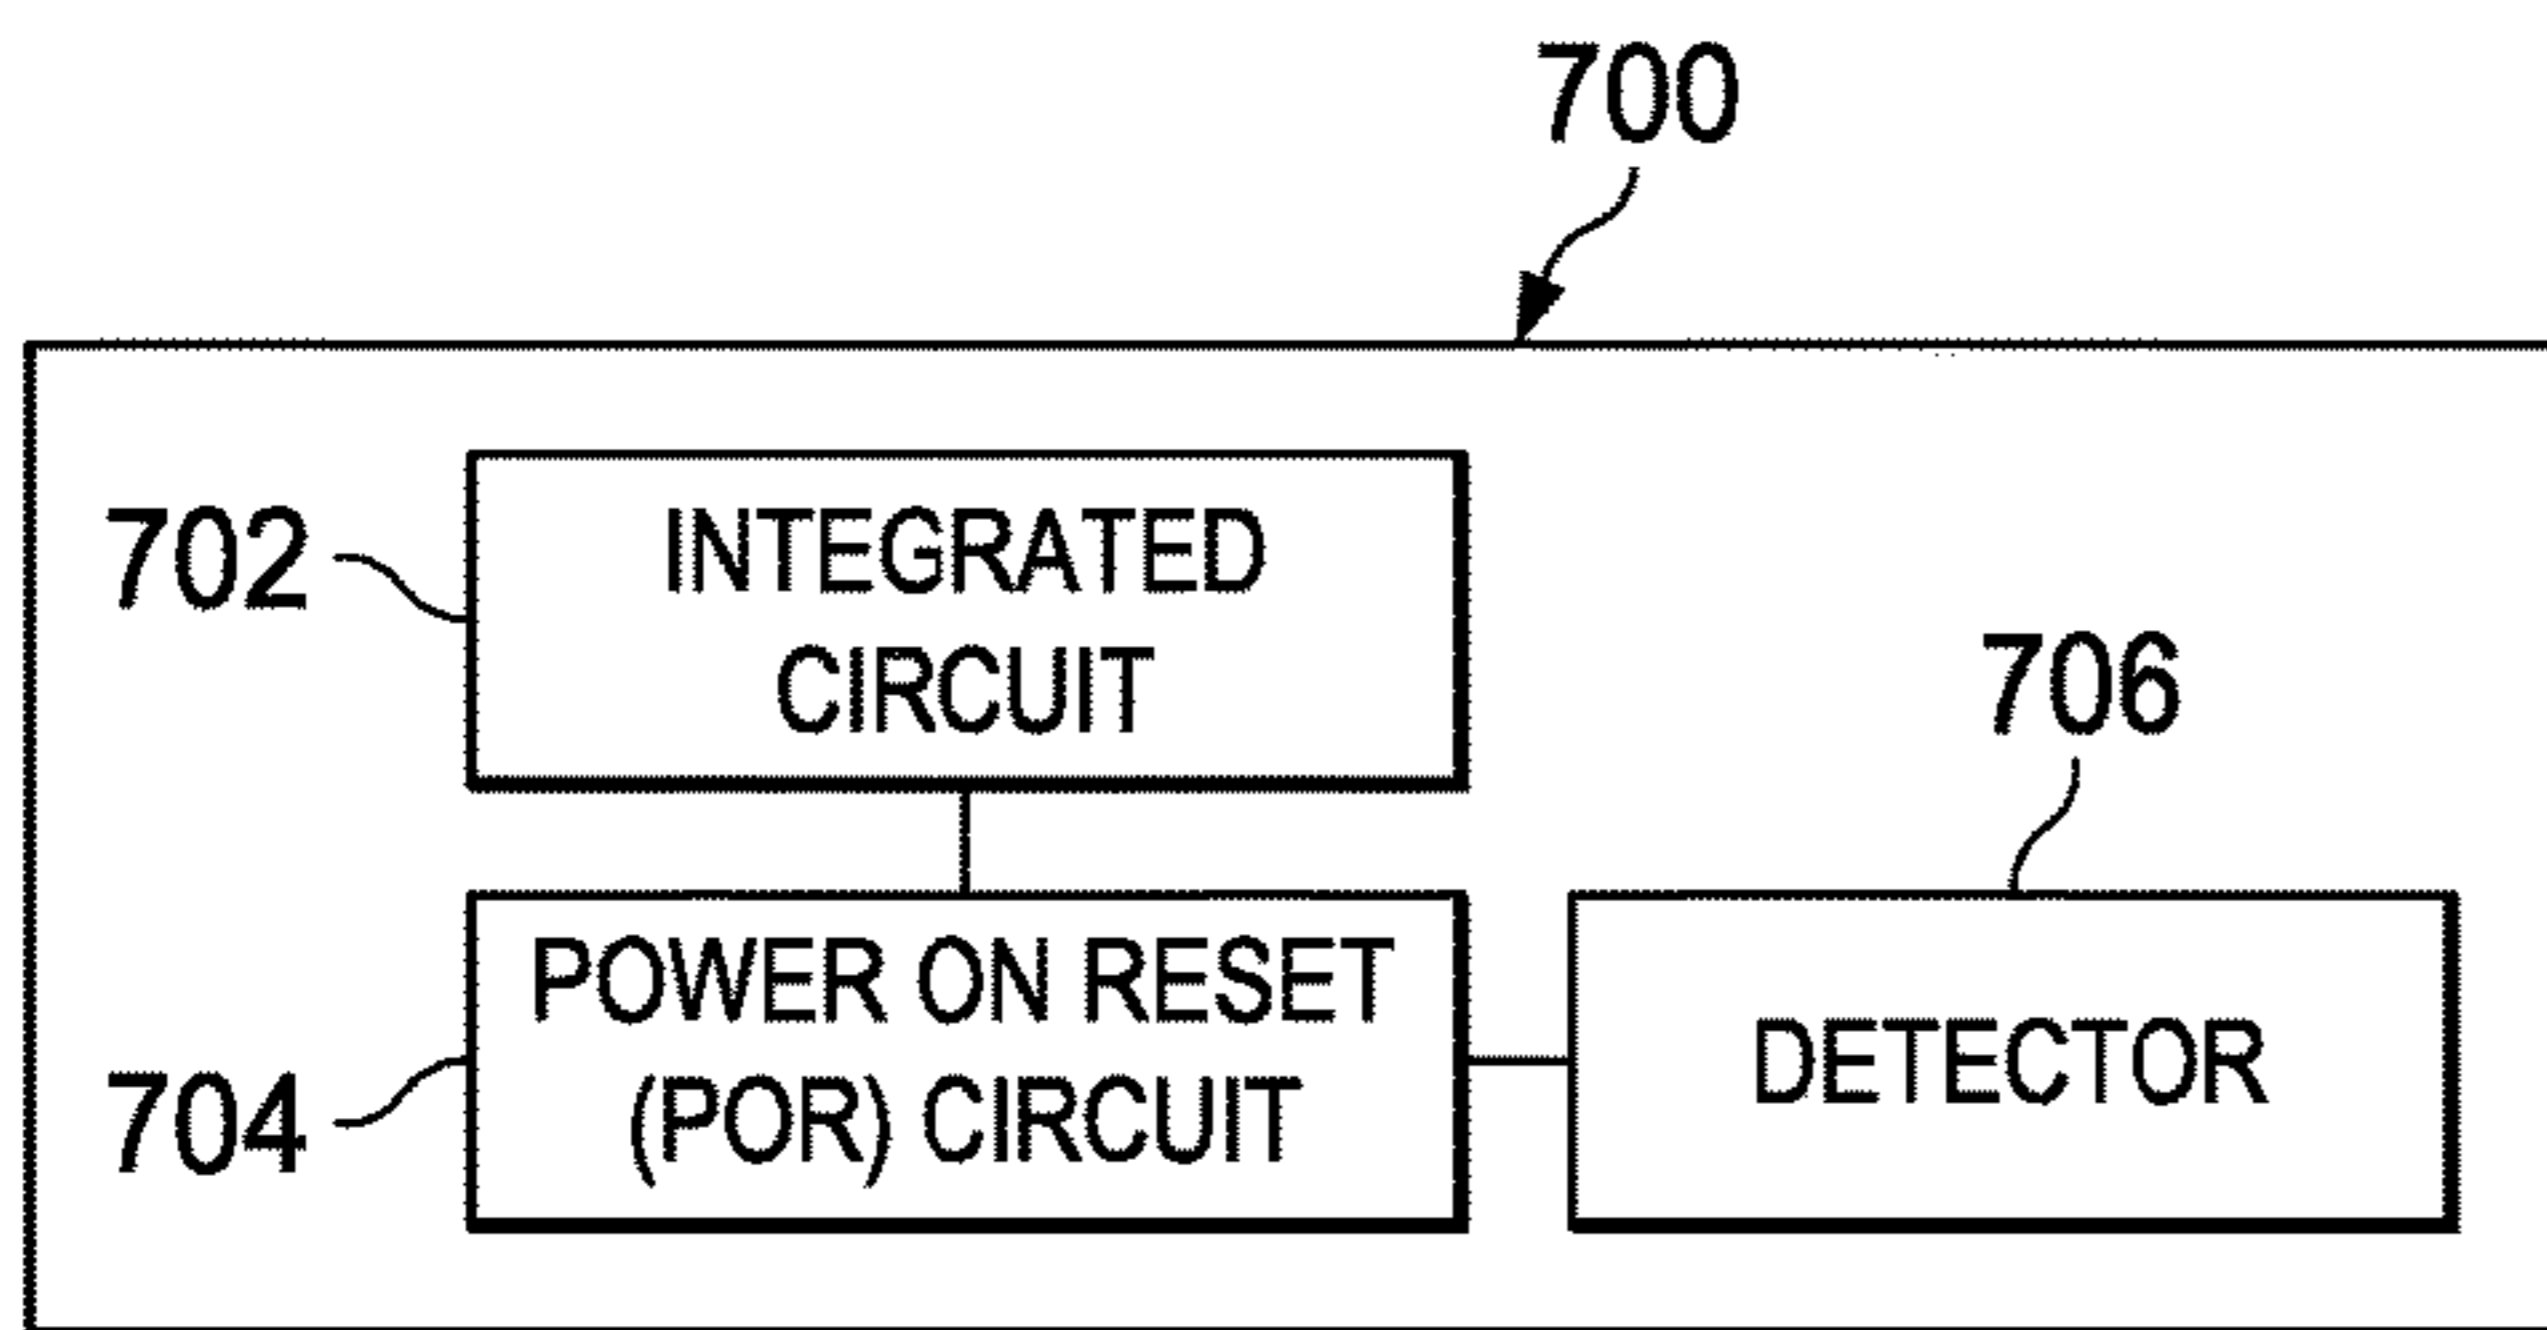 700
702
INTEGRATED
CIRCUIT
706
704
POWER ON RESET
(POR) CIRCUIT
DETECTOR